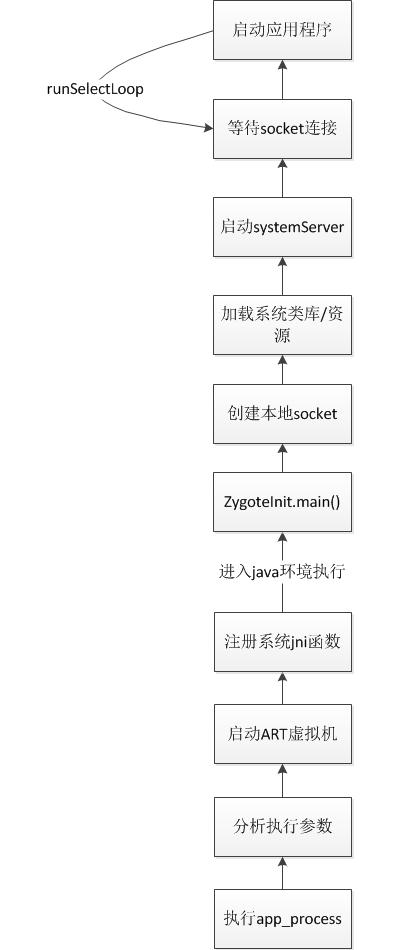 启动应用程序
runSelectLoop
等待socket连接
启动systemServer
加载系统类库/资
源
创建本地socket
ZygoteInit.main()
进入java环境执行
注册系统jni函数
启动ART虚拟机
分析执行参数
执行app_process